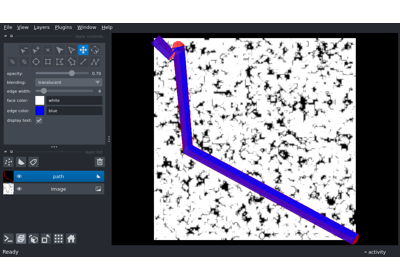 File View Layers Plugins Window Help
opacity: 0.70
blending: translucent
edge width:
face color: white
edge color: blue
display text:
path
Image
Ready activity